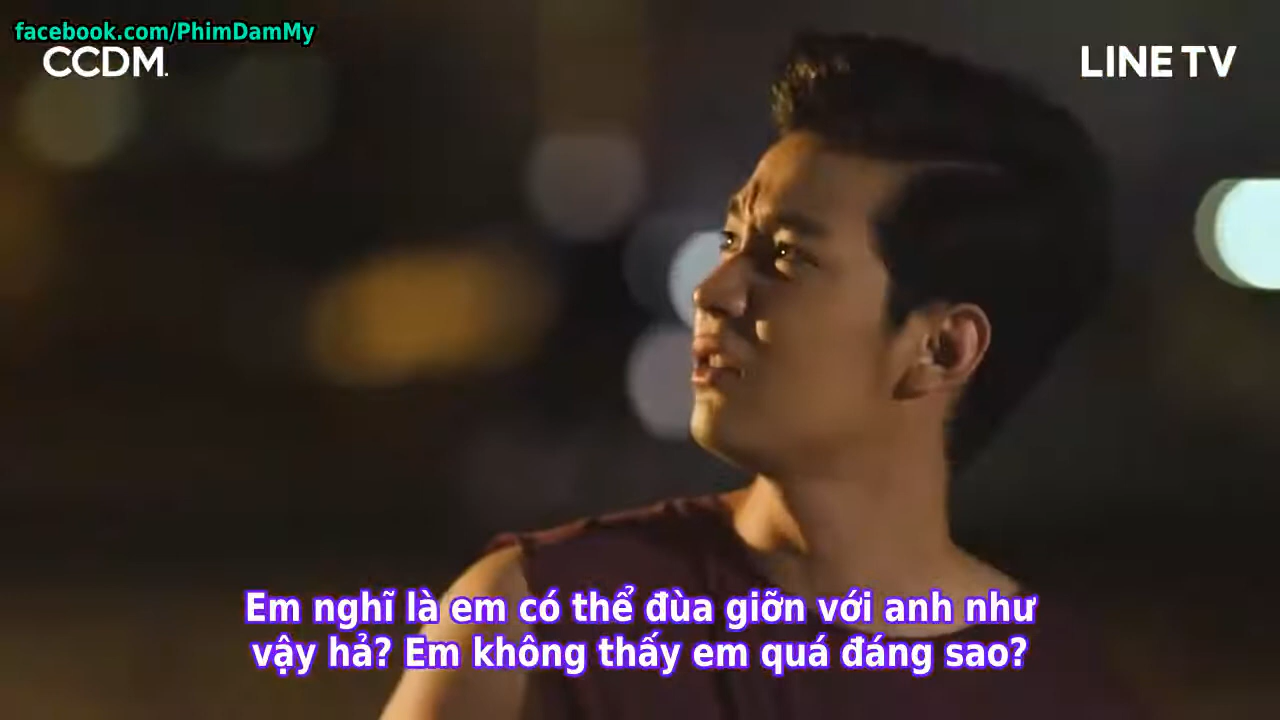 facebook.com/PhimDamMy
CCDM.
LINE TV
Em nghĩ là em có thể đùa giỡn với anh như
vậy hả? Em không thấy em quá đáng sao?